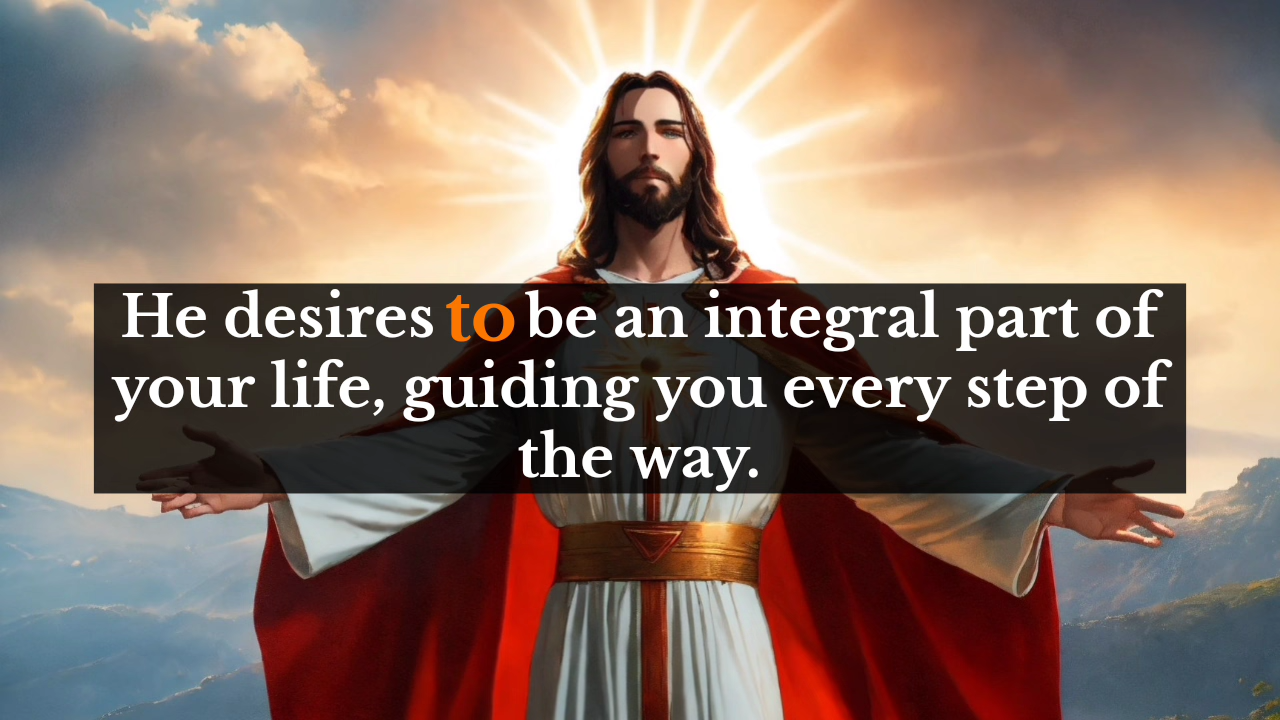 He desires to be an integral part of
your life, guiding you every step of
the way.